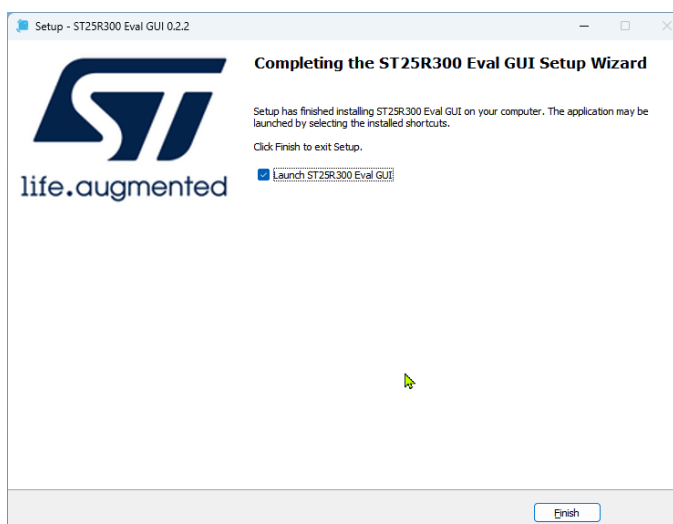 Setup - ST25R300 Eval GUI 0.2.2
Completing the ST25R300 Eval GUI Setup Wizard
Setup has finished installing ST25R300 Eval GUI on your computer. The application may be
launched by selecting the installed shortcuts.
Click Finish to exit Setup.
Launch ST25R300 Eval GUI
ST
life.augmented
Finish